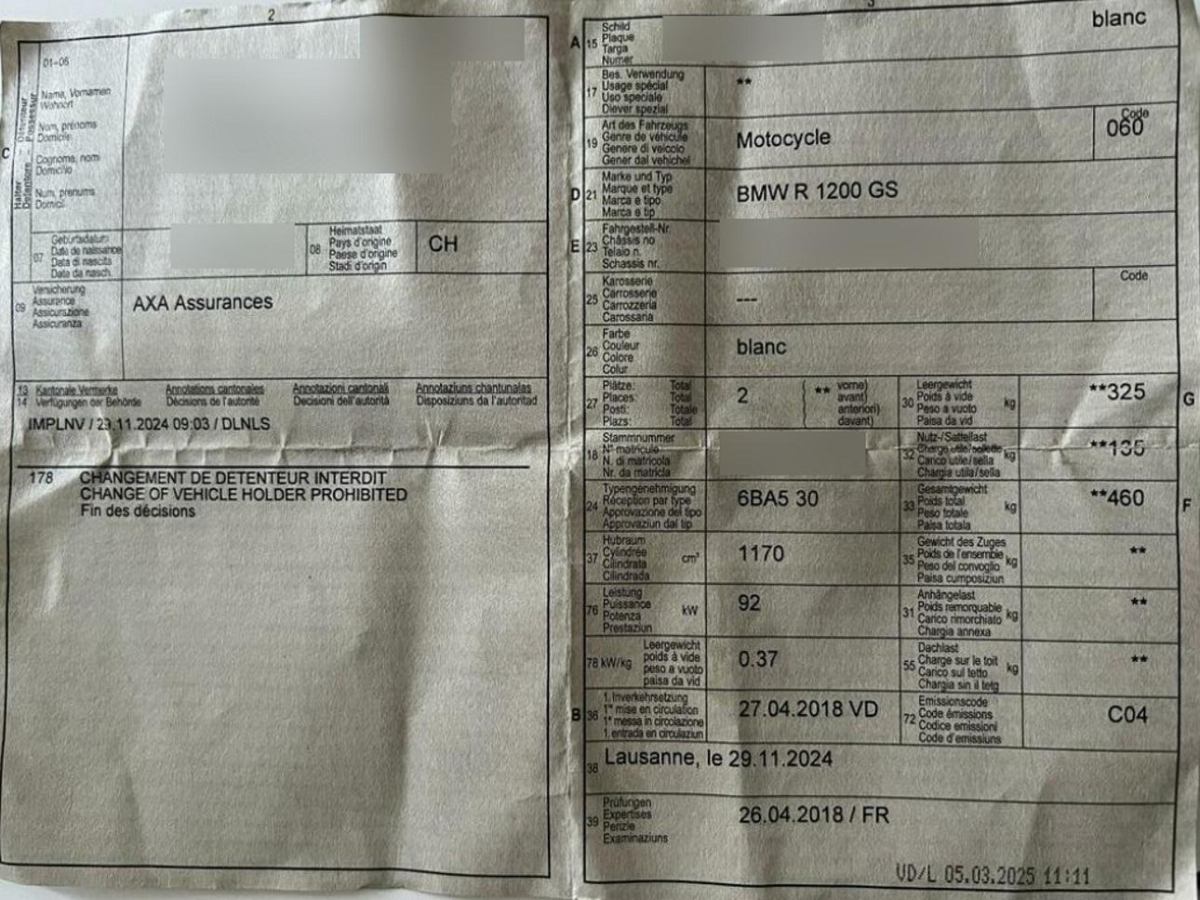 2
01-06
Name, Vornamen
Wohnort
Nom, prénoms
Domicile
Cognome, nomi
Domicilio
Num, prenums
Domicil
C
Halter - Détenteur
Detentore - Possessur
07
Geburtsdatum
Date de naissance
Data di nascita
Data da nasch.
08
Heimatstaat
Pays d'origine
Paese d'origine
Stadi d'origin
CH
09
Versicherung
Assurance
Assicurazione
Assicuranza
AXA Assurances
13 Kantonale Vermerke Annotations cantonales Annotazioni cantonali Annotaziuns chantunalas
14 Verfügungen der Behörde Décisions de l'autorité Decisioni dell'autorità Disposiziuns da l'autoritad
IMPLNV / 29.11.2024 09:03 / DLNLS
178 CHANGEMENT DE DETENTEUR INTERDIT
CHANGE OF VEHICLE HOLDER PROHIBITED
Fin des décisions
3
A 15
Schild
Plaque
Targa
Numer
blanc
17
Bes. Verwendung
Usage spécial
Uso speciale
Diever spezial
**
19
Art des Fahrzeugs
Genre de véhicule
Genere di veicolo
Gener dal vehichel
Motocycle
Code
060
D 21
Marke und Typ
Marque et type
Marca e tipo
Marca e tip
BMW R 1200 GS
E 23
Fahrgestell-Nr.
Châssis no
Telaio n.
Schassis nr.
25
Karosserie
Carrosserie
Carrozzeria
Carossaria
---
Code
26
Farbe
Couleur
Colore
Colur
blanc
27
Plätze: Total
Places: Total
Posti: Totale
Plazs: Total
2
( ** vorne)
avant)
anteriori)
davant)
30
Leergewicht
Poids à vide
Peso a vuoto
Paisa da vid
kg
**325
G
18
Stammnummer
N° matricule
N. di matricola
Nr. da matricla
32
Nutz-/Sattellast
Charge utile/sellette
Carico utile/sella
Chargia utila/sella
kg
**135
24
Typengenehmigung
Réception par type
Approvazione del tipo
Approvaziun dal tip
6BA5 30
33
Gesamtgewicht
Poids total
Peso totale
Paisa totala
kg
**460
F
37
Hubraum
Cylindrée
Cilindrata
Cilindrada
cm³
1170
35
Gewicht des Zuges
Poids de l'ensemble
Peso del convoglio
Paisa cumposiziun
kg
**
76
Leistung
Puissance
Potenza
Prestaziun
kW
92
31
Anhängelast
Poids remorquable
Carico rimorchiato
Chargia annexa
kg
**
78 kW/kg
Leergewicht
poids à vide
peso a vuoto
paisa da vid
0.37
55
Dachlast
Charge sur le toit
Carico sul tetto
Chargia sin il tetg
kg
**
B 36
1. Inverkehrsetzung
1re mise en circulation
1a messa in circolazione
1. entrada en circulaziun
27.04.2018 VD
72
Emissionscode
Code émissions
Codice emissioni
Code d'emissiuns
C04
38
Lausanne, le 29.11.2024
39
Prüfungen
Expertises
Perizie
Examinaziuns
26.04.2018 / FR
VD/L 05.03.2025 11:11